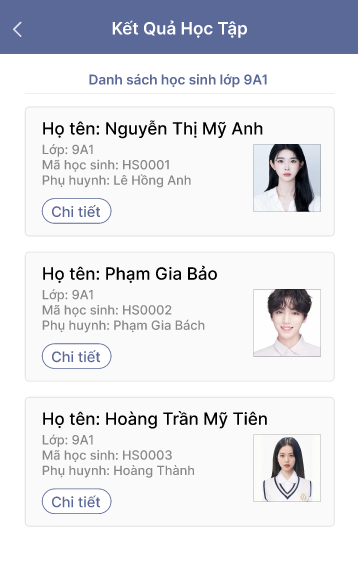 Kết Quả Học Tập
Danh sách học sinh lớp 9A1
Họ tên: Nguyễn Thị Mỹ Anh
Lớp: 9A1
Mã học sinh: HS0001
Phụ huynh: Lê Hồng Anh
Chi tiết
Họ tên: Phạm Gia Bảo
Lớp: 9A1
Mã học sinh: HS0002
Phụ huynh: Phạm Gia Bách
Chi tiết
Họ tên: Hoàng Trần Mỹ Tiên
Lớp: 9A1
Mã học sinh: HS0003
Phụ huynh: Hoàng Thành
Chi tiết